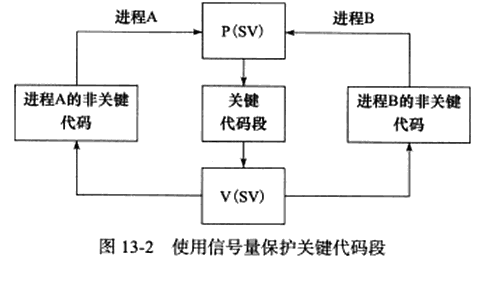 进程A
P(SV)
进程B
进程A的非关键
代码
关键
代码段
进程B的非关键
代码
V(SV)
图 13-2 使用信号量保护关键代码段